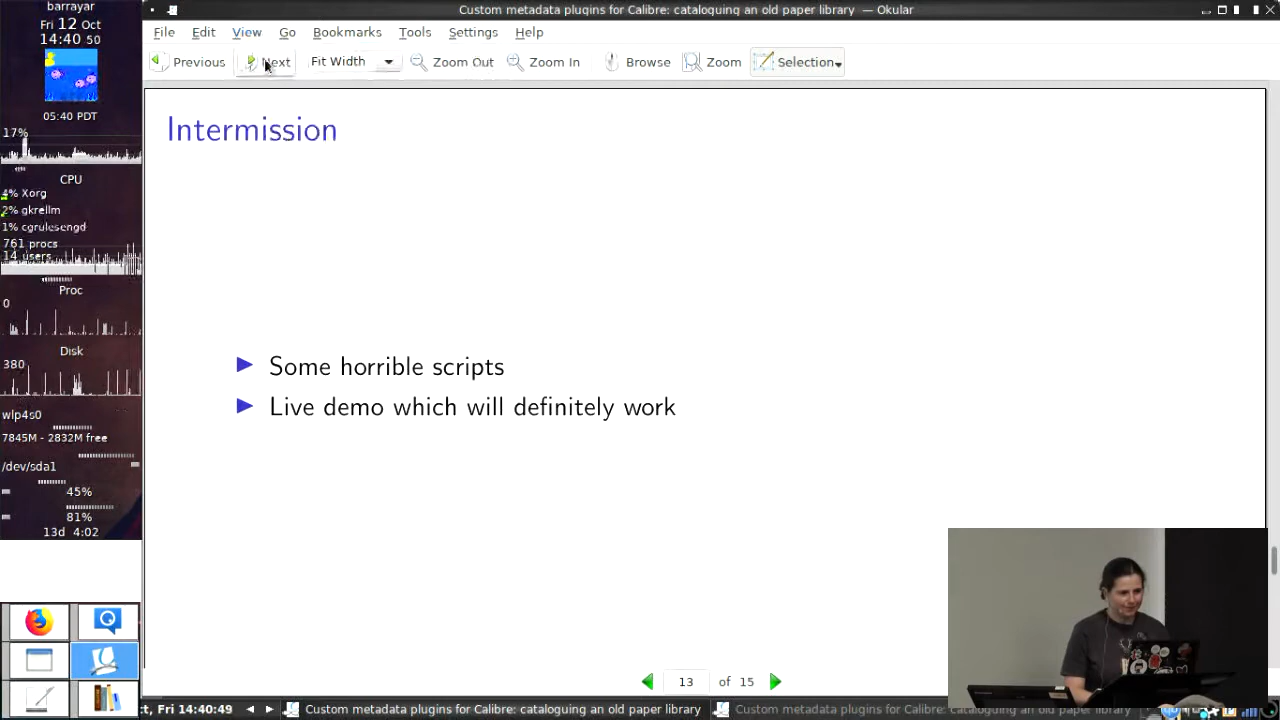 barrayar
Fri 12 Oct
14:40 50
05:40 PDT
17%
CPU
4% Xorg
2% gkrellm
1% cgrulesengd
761 procs
14 users
Proc
0
Disk
380
wlp4s0
7845M - 2832M free
/dev/sda1
45%
81%
13d 4:02
Custom metadata plugins for Calibre: cataloguing an old paper library — Okular
File Edit View Go Bookmarks Tools Settings Help
Previous Next Fit Width Zoom Out Zoom In Browse Zoom Selection
Intermission
Some horrible scripts
Live demo which will definitely work
13 of 15
:t, Fri 14:40:49 Custom metadata plugins for Calibre: cataloguing an old paper library Custom metadata plugins for Calibre: cataloguing an old paper library